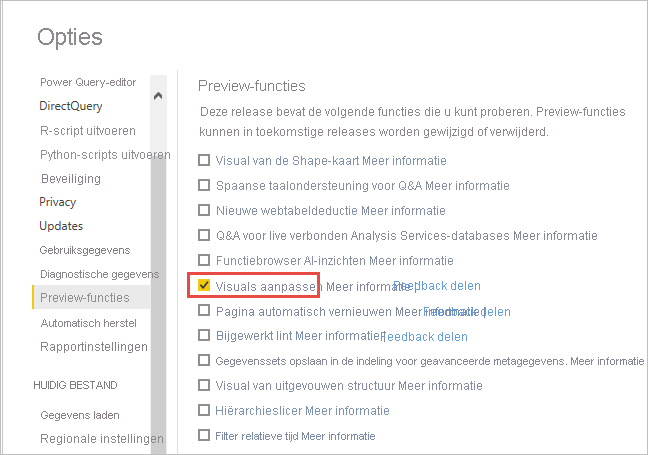 Opties
Power Query-editor
DirectQuery
R-script uitvoeren
Python-scripts uitvoeren
Beveiliging
Privacy
Updates
Gebruiksgegevens
Diagnostische gegevens
Preview-functies
Automatisch herstel
Rapportinstellingen
HUIDIG BESTAND
Gegevens laden
Regionale instellingen
Preview-functies
Deze release bevat de volgende functies die u kunt proberen. Preview-functies
kunnen in toekomstige releases worden gewijzigd of verwijderd.
Visual van de Shape-kaart Meer informatie
Spaanse taalondersteuning voor Q&A Meer informatie
Nieuwe webtabeldeductie Meer informatie
Q&A voor live verbonden Analysis Services-databases Meer informatie
Functiebrowser AI-inzichten Meer informatie
Visuals aanpassen Meer informatie Feedback delen
Pagina automatisch vernieuwen Meer informatie Feedback delen
Bijgewerkt lint Meer informatie Feedback delen
Gegevenssets opslaan in de indeling voor geavanceerde metagegevens. Meer informatie
Visual van uitgevouwen structuur Meer informatie
Hiërarchieslicer Meer informatie
Filter relatieve tijd Meer informatie